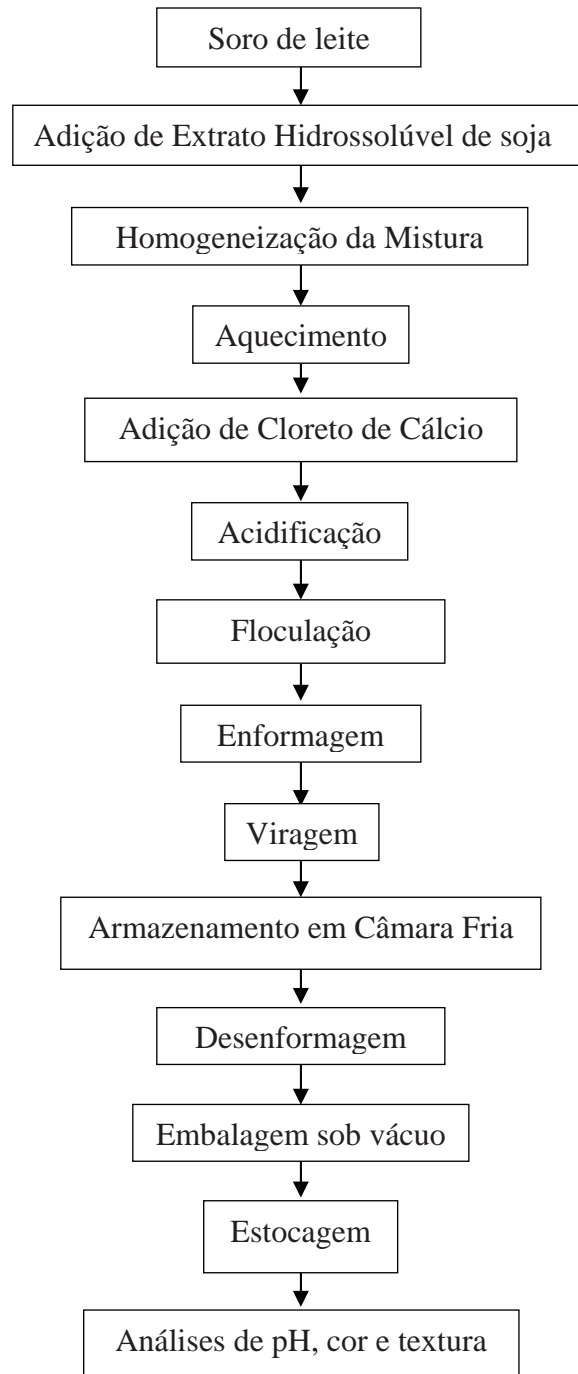 Soro de leite
Adição de Extrato Hidrossolúvel de soja
Homogeneização da Mistura
Aquecimento
Adição de Cloreto de Cálcio
Acidificação
Floculação
Enformagem
Viragem
Armazenamento em Câmara Fria
Desenformagem
Embalagem sob vácuo
Estocagem
Análises de pH, cor e textura